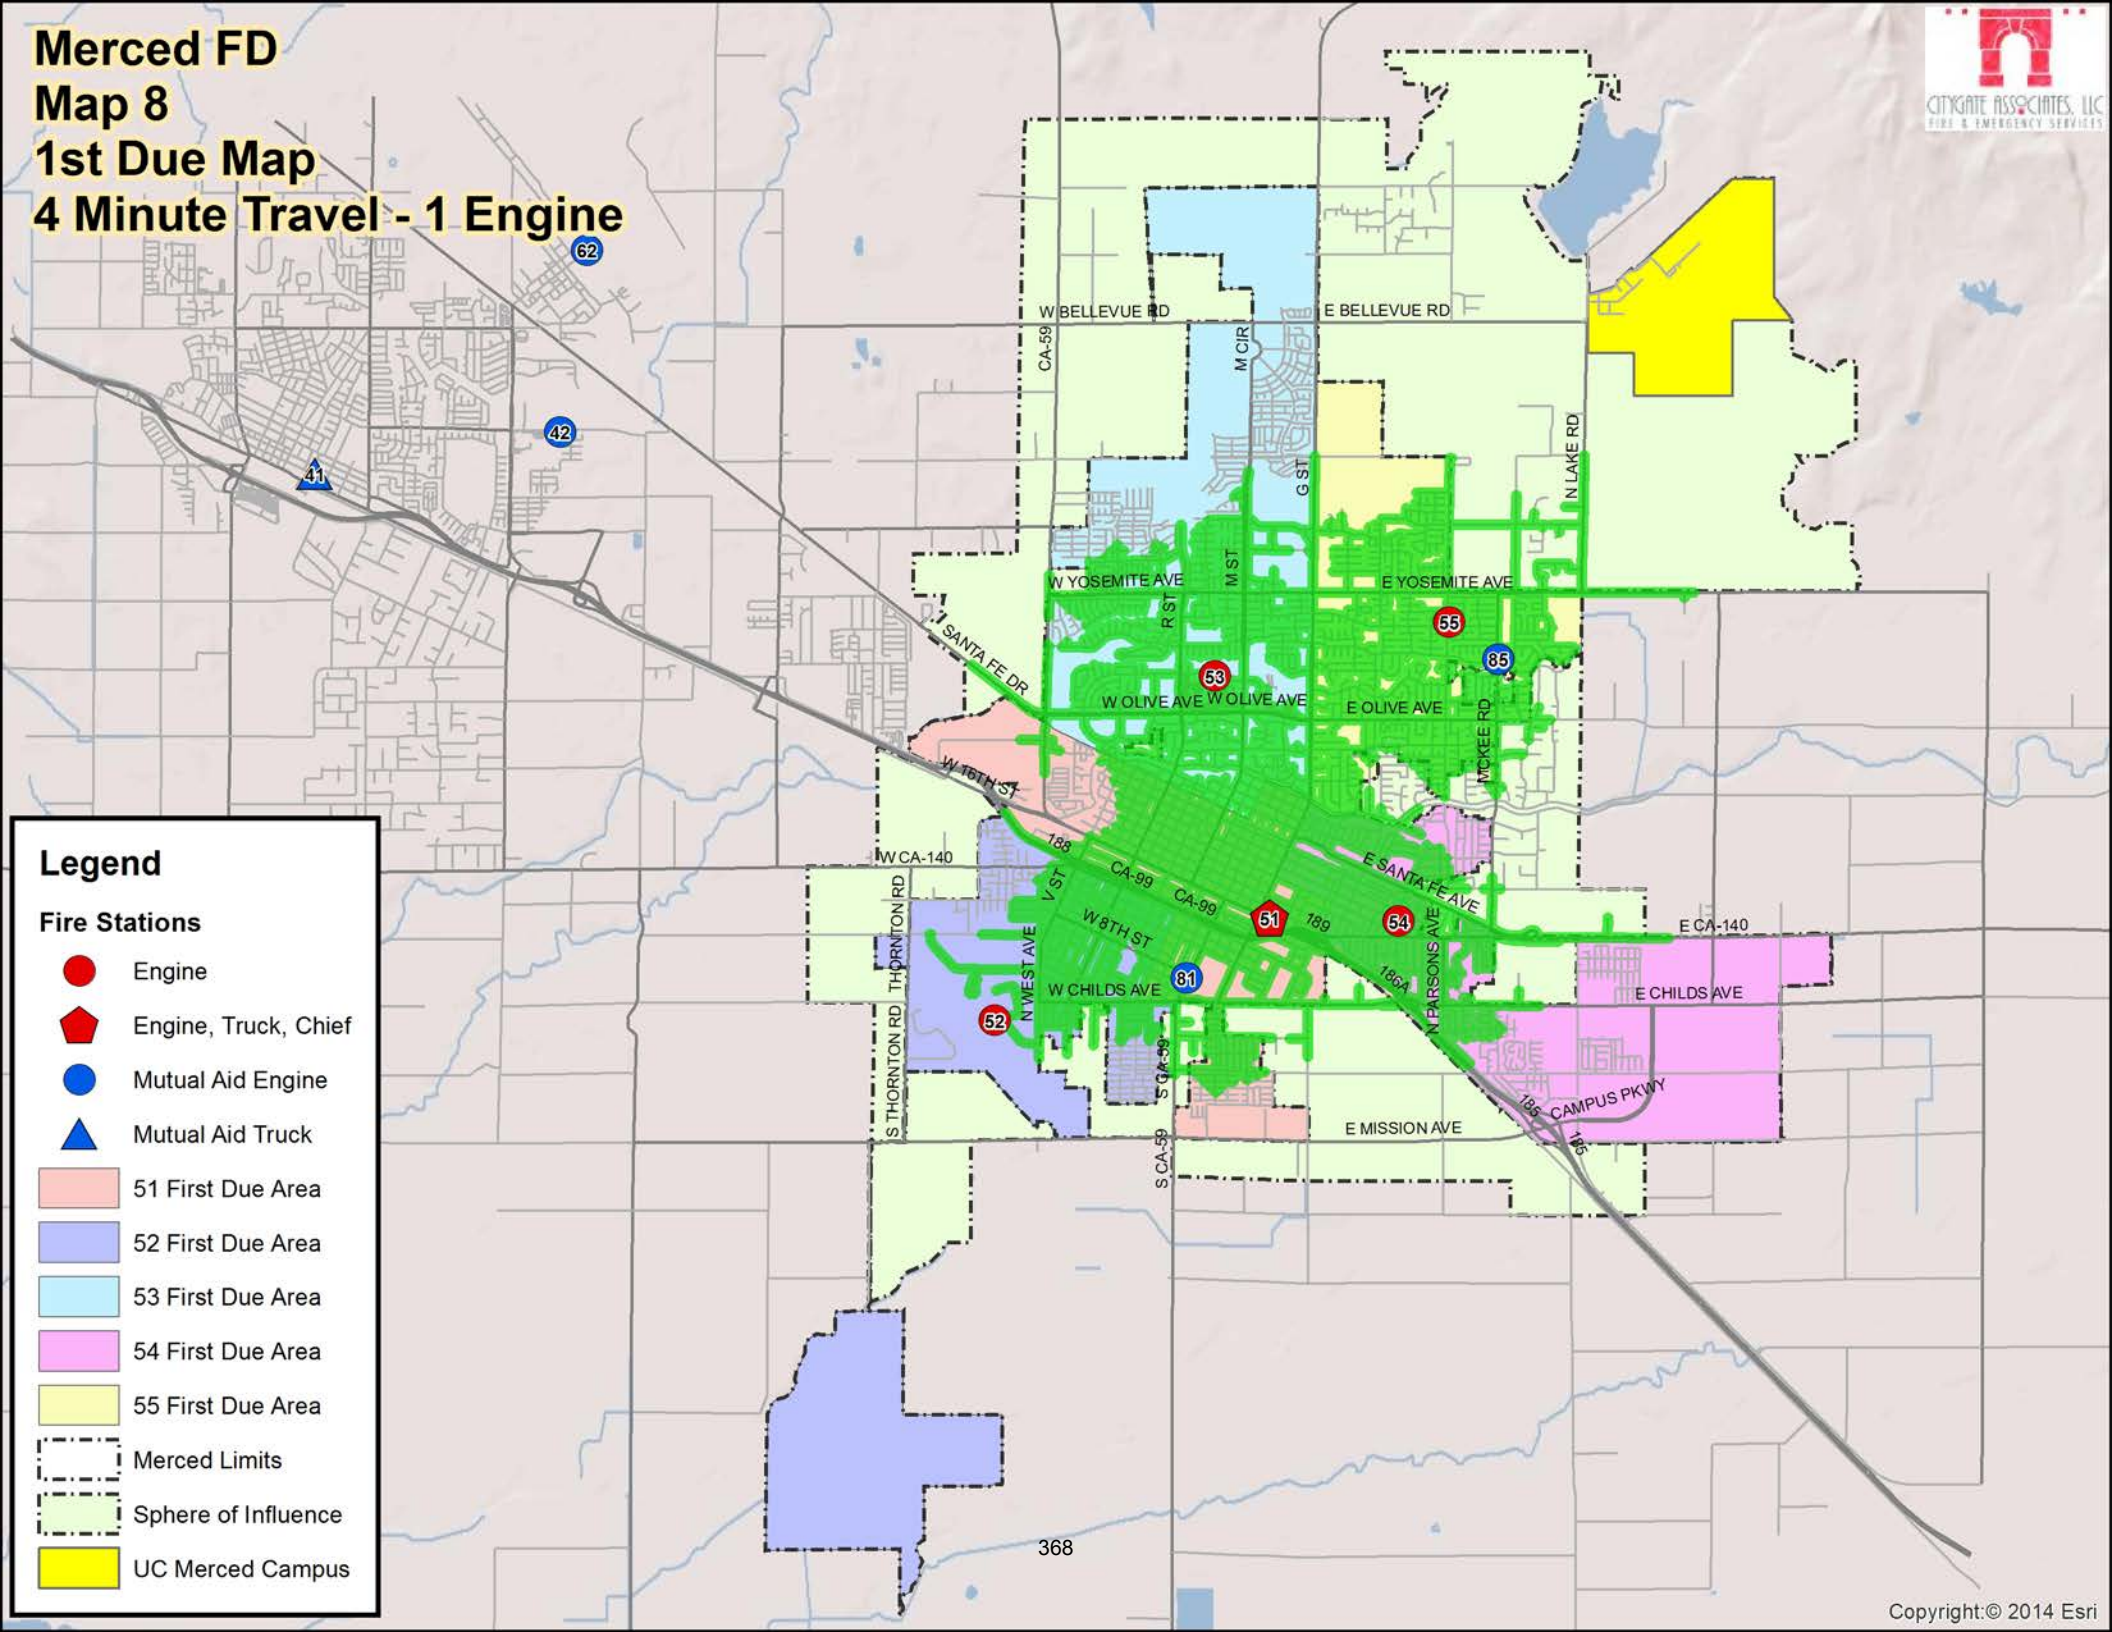 Merced FD
Map 8
1st Due Map
4 Minute Travel - 1 Engine
CITYGATE ASSOCIATES, LLC
FIRE & EMERGENCY SERVICES
62
42
41
W BELLEVUE RD
E BELLEVUE RD
CA-59
M CIR
G ST
N LAKE RD
W YOSEMITE AVE
M ST
E YOSEMITE AVE
R ST
55
85
53
SANTA FE DR
W OLIVE AVE
W OLIVE AVE
E OLIVE AVE
MCKEE RD
W 16TH ST
188
W CA-140
CA-99
CA-99
E SANTA FE AVE
V ST
THORNTON RD
W 8TH ST
51
189
54
N PARSONS AVE
E CA-140
N WEST AVE
81
186A
W CHILDS AVE
E CHILDS AVE
52
S THORNTON RD
S CA-59
185
CAMPUS PKWY
E MISSION AVE
185
S CA-59
Legend
Fire Stations
Engine
Engine, Truck, Chief
Mutual Aid Engine
Mutual Aid Truck
51 First Due Area
52 First Due Area
53 First Due Area
54 First Due Area
55 First Due Area
Merced Limits
Sphere of Influence
UC Merced Campus
368
Copyright:© 2014 Esri